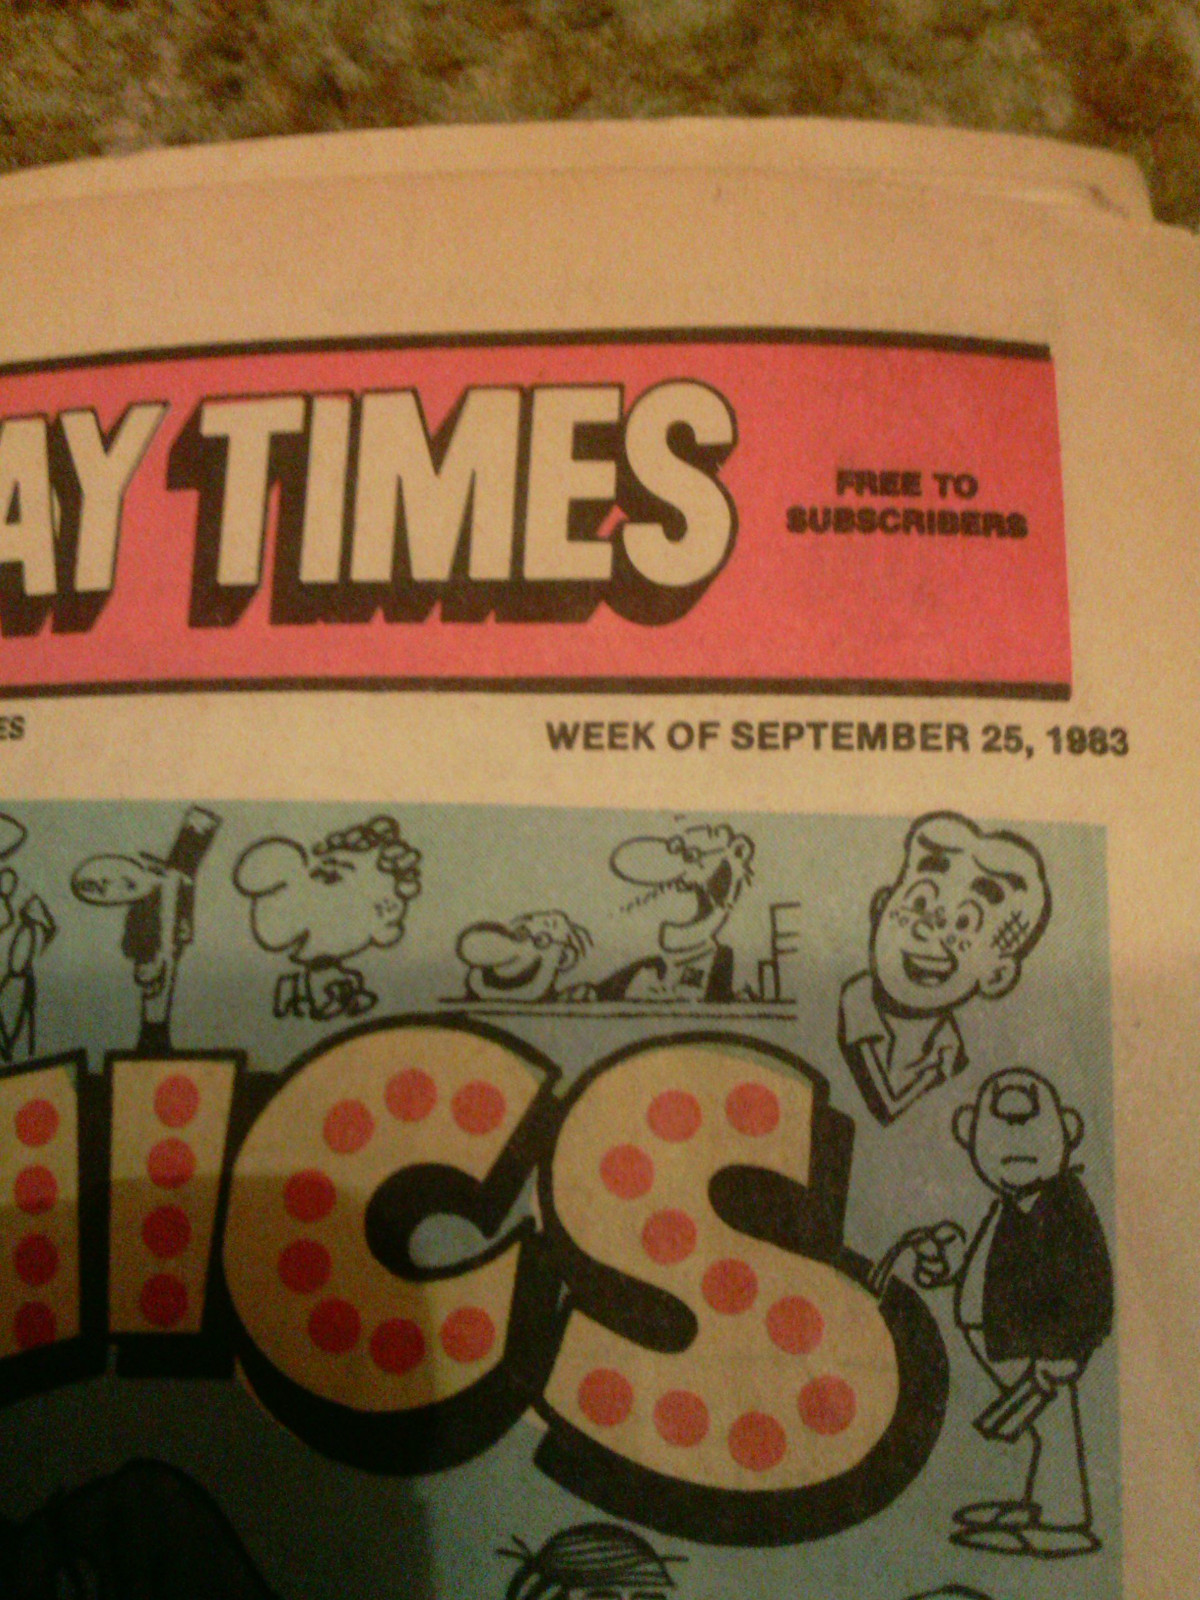 AY TIMES
FREE TO
SUBSCRIBERS
ES
WEEK OF SEPTEMBER 25, 1983
ICS